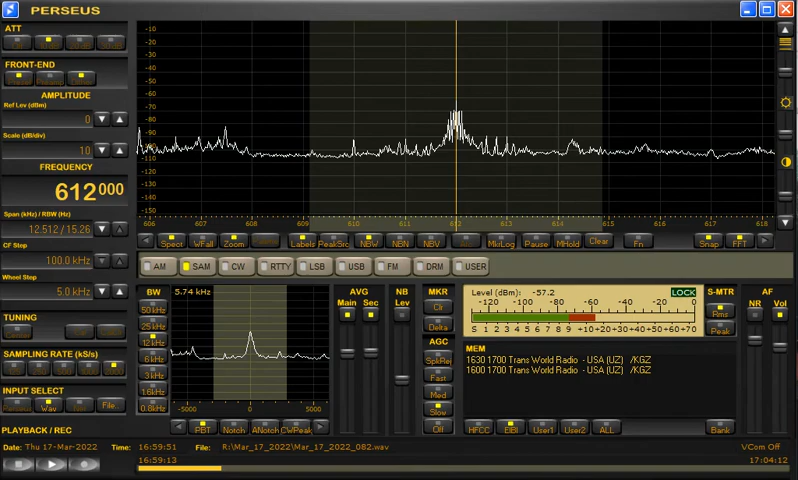 PERSEUS
ATT
FRONT-END
AMPLITUDE
Ref Lev (dBm)
0
Scale (dB/div)
10
FREQUENCY
612000
Span (kHz) / RBW (Hz)
12.512 / 15.26
CF Step
100.0 kHz
Wheel Step
5.0 kHz
TUNING
SAMPLING RATE (kS/s)
INPUT SELECT
Wav
File..
PLAYBACK / REC
-10
-20
-30
-40
-50
-60
-70
-80
-90
-100
-110
-120
-130
-140
-150
606 607 608 609 610 611 612 613 614 615 616 617 618
Spect WFall Zoom Labels PeakSrc NBW NBN NBV MkrLog Pause MHold Clear Fn Snap FFT
AM SAM CW RTTY LSB USB FM DRM USER
BW
50kHz
25kHz
12kHz
6kHz
3kHz
1.6kHz
0.8kHz
5.74 kHz
-5000 0 5000
PBT Notch ANotch CWPeak
AVG
Main Sec
NB
Lev
MKR
Clr
Delta
AGC
SpkRej
Fast
Med
Slow
Off
Level (dBm): -57.2 LOCK
-120 -100 -80 -60 -40 -20 0
S 1 2 3 4 5 6 7 8 9 +10 +20 +30 +40 +50 +60 +70
S-MTR
Rms
Peak
AF
NR Vol
MEM
1630 1700 Trans World Radio - USA (UZ) /KGZ
1600 1700 Trans World Radio - USA (UZ) /KGZ
HFCC EIBI User1 User2 ALL Bank
Date: Thu 17-Mar-2022 Time: 16:59:51 File: R:\Mar_17_2022\Mar_17_2022_082.wav VCom Off
16:59:13 17:04:12